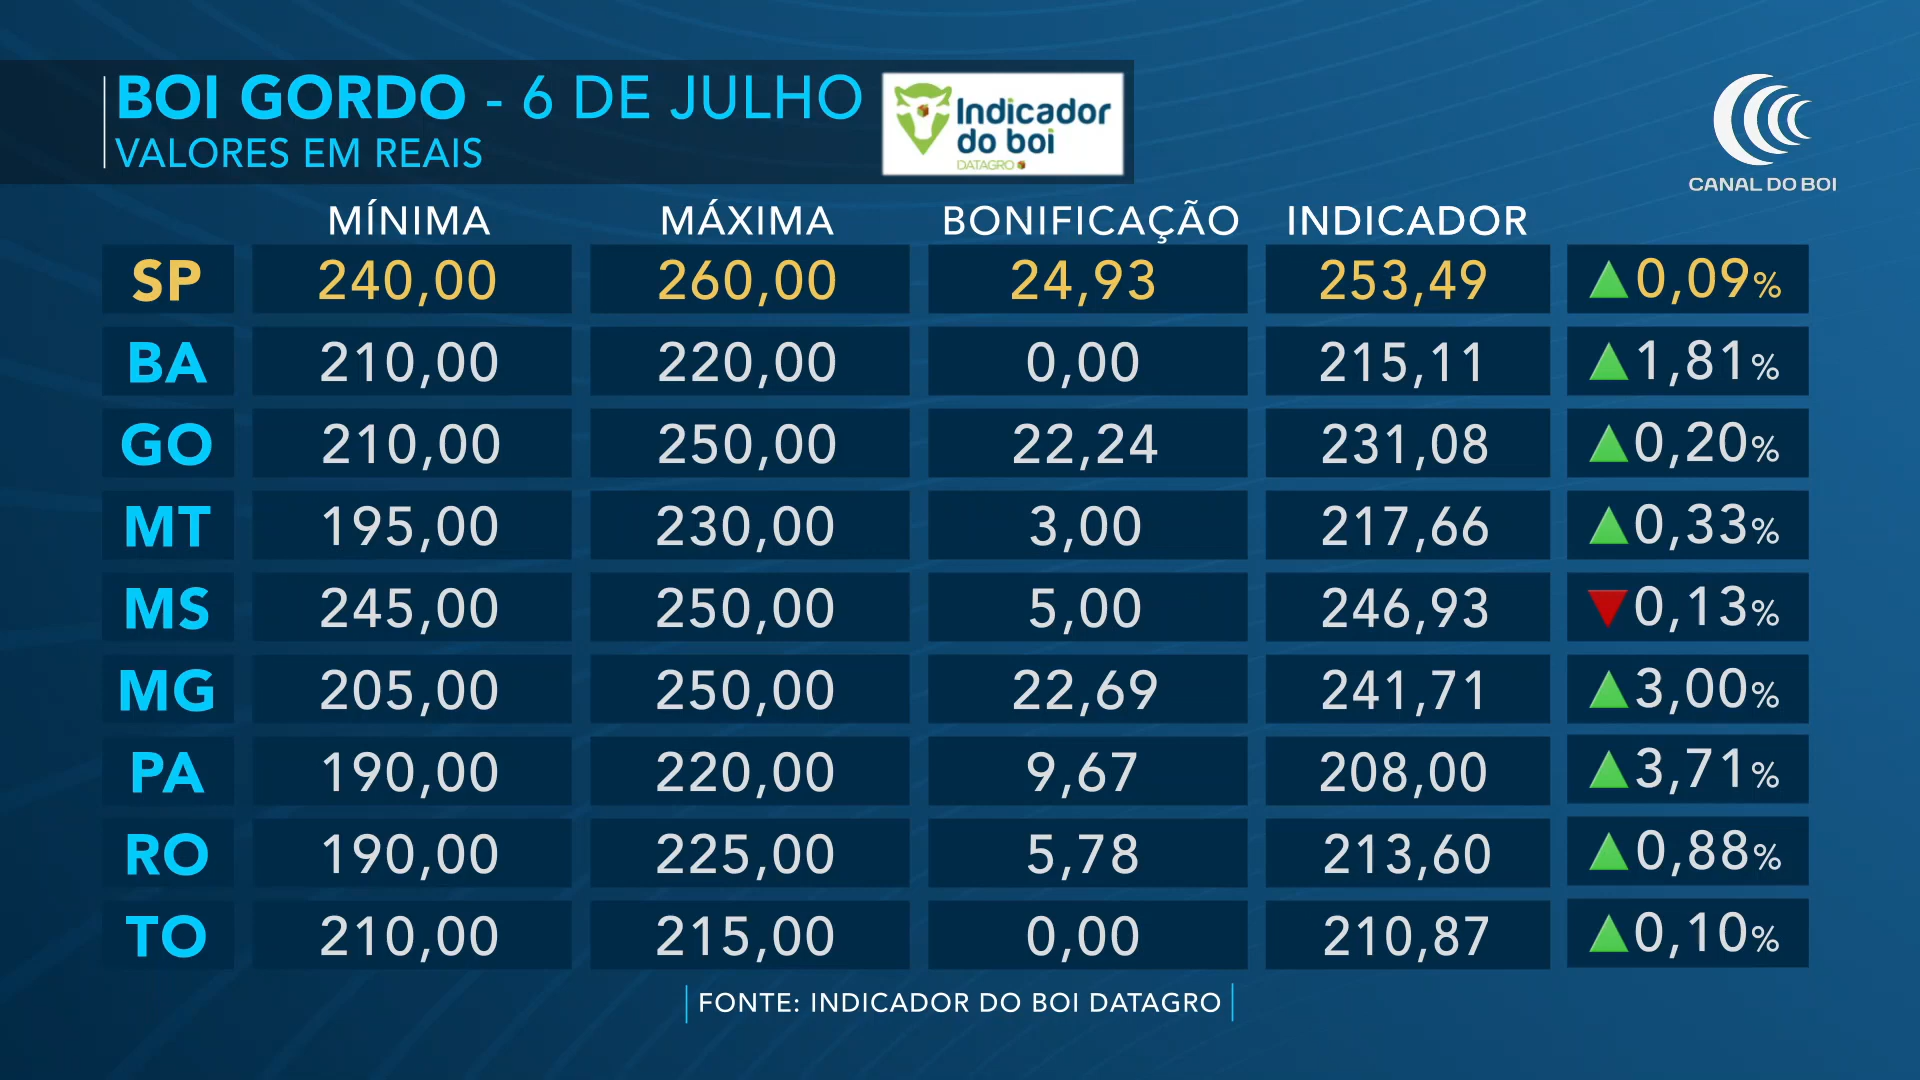 BOI GORDO - 6 DE JULHO
VALORES EM REAIS
Indicador
do boi
DATAGRO
CANAL DO BOI
MÍNIMA MÁXIMA BONIFICAÇÃO INDICADOR
SP 240,00 260,00 24,93 253,49 0,09%
BA 210,00 220,00 0,00 215,11 1,81%
GO 210,00 250,00 22,24 231,08 0,20%
MT 195,00 230,00 3,00 217,66 0,33%
MS 245,00 250,00 5,00 246,93 0,13%
MG 205,00 250,00 22,69 241,71 3,00%
PA 190,00 220,00 9,67 208,00 3,71%
RO 190,00 225,00 5,78 213,60 0,88%
TO 210,00 215,00 0,00 210,87 0,10%
FONTE: INDICADOR DO BOI DATAGRO